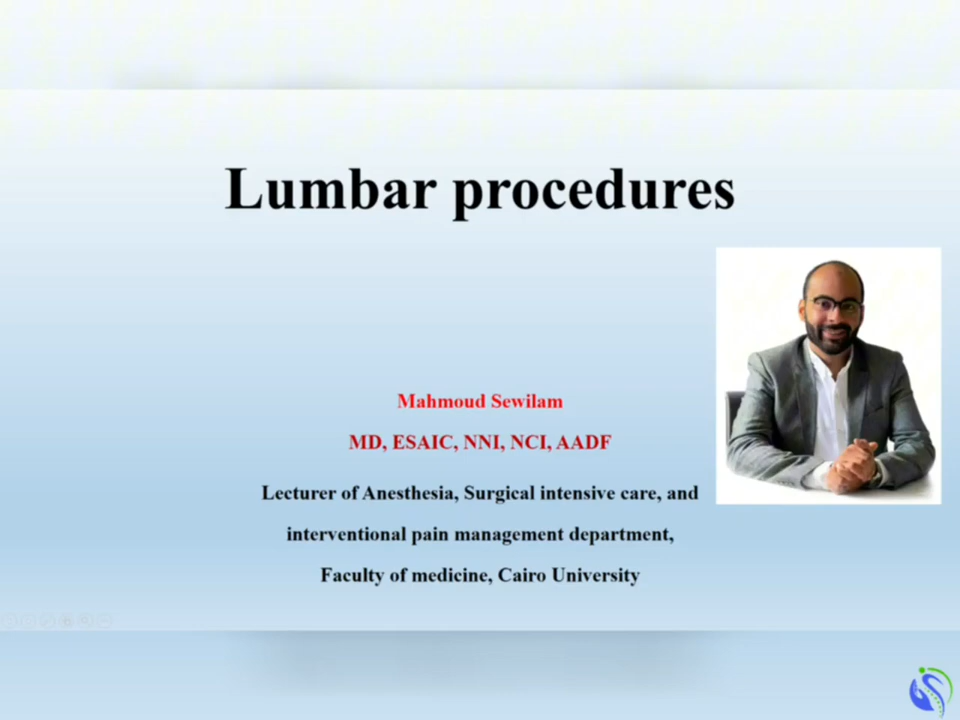 Lumbar procedures
Mahmoud Sewilam
MD, ESAIC, NNI, NCI, AADF
Lecturer of Anesthesia, Surgical intensive care, and
interventional pain management department,
Faculty of medicine, Cairo University